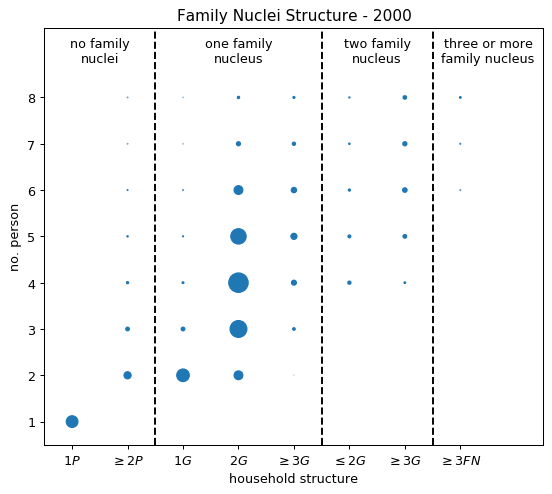 Family Nuclei Structure - 2000
no family
nuclei
one family
nucleus
two family
nucleus
three or more
family nucleus
8
7
6
5
4
3
2
1
no. person
1P ≥2P 1G 2G ≥3G ≤2G ≥3G ≥3FN
household structure